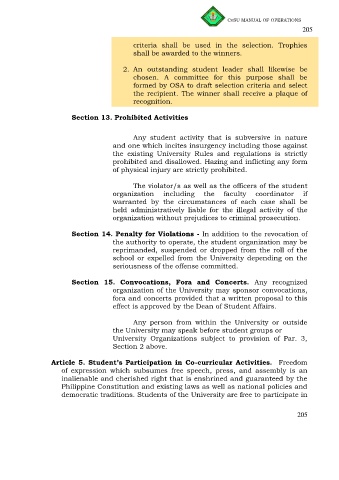 CvSU MANUAL OF OPERATIONS
205
criteria shall be used in the selection. Trophies
shall be awarded to the winners.
2. An outstanding student leader shall likewise be
chosen. A committee for this purpose shall be
formed by OSA to draft selection criteria and select
the recipient. The winner shall receive a plaque of
recognition.
Section 13. Prohibited Activities
Any student activity that is subversive in nature
and one which incites insurgency including those against
the existing University Rules and regulations is strictly
prohibited and disallowed. Hazing and inflicting any form
of physical injury are strictly prohibited.
The violator/s as well as the officers of the student
organization including the faculty coordinator if
warranted by the circumstances of each case shall be
held administratively liable for the illegal activity of the
organization without prejudices to criminal prosecution.
Section 14. Penalty for Violations - In addition to the revocation of
the authority to operate, the student organization may be
reprimanded, suspended or dropped from the roll of the
school or expelled from the University depending on the
seriousness of the offense committed.
Section 15. Convocations, Fora and Concerts. Any recognized
organization of the University may sponsor convocations,
fora and concerts provided that a written proposal to this
effect is approved by the Dean of Student Affairs.
Any person from within the University or outside
the University may speak before student groups or
University Organizations subject to provision of Par. 3,
Section 2 above.
Article 5. Student's Participation in Co-curricular Activities. Freedom
of expression which subsumes free speech, press, and assembly is an
inalienable and cherished right that is enshrined and guaranteed by the
Philippine Constitution and existing laws as well as national policies and
democratic traditions. Students of the University are free to participate in
205